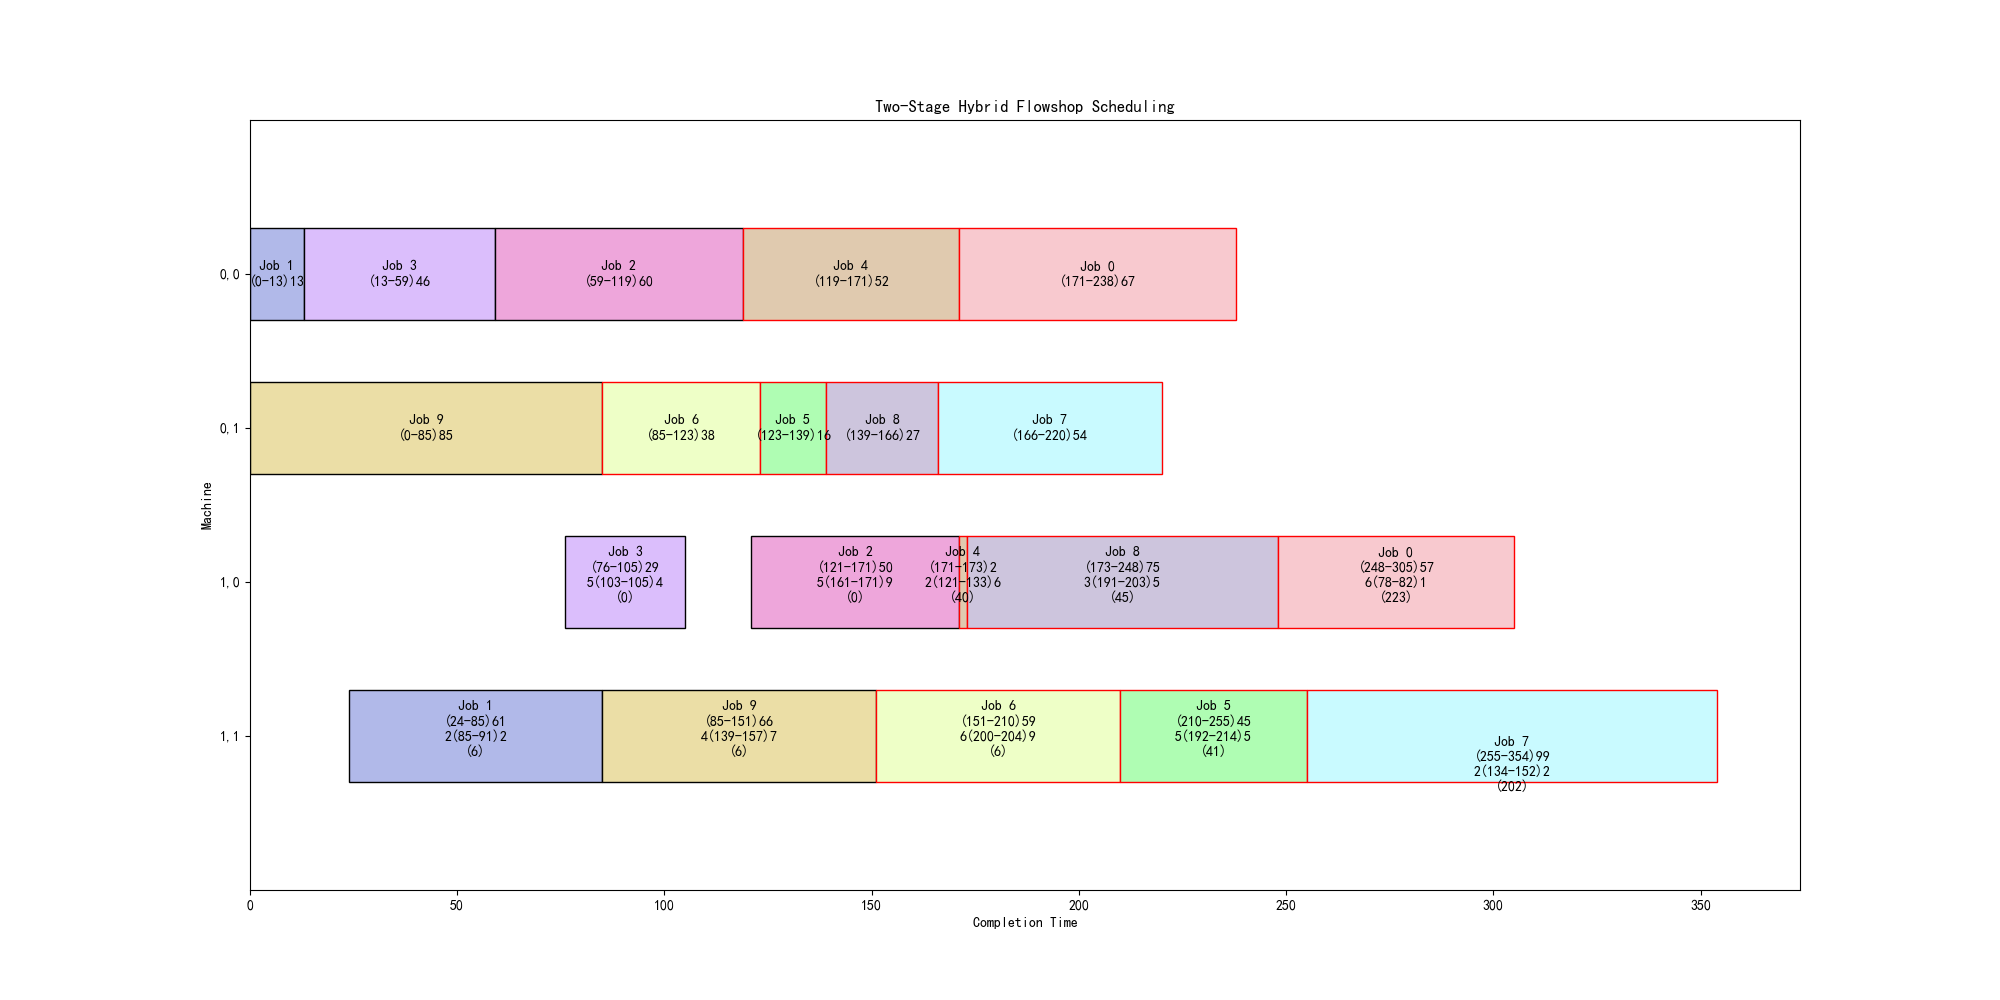 Two-Stage Hybrid Flowshop Scheduling
0,0
Job 1
(0-13)13
Job 3
(13-59)46
Job 2
(59-119)60
Job 4
(119-171)52
Job 0
(171-238)67
0,1
Job 9
(0-85)85
Job 6
(85-123)38
Job 5
(123-139)16
Job 8
(139-166)27
Job 7
(166-220)54
Machine
1,0
Job 3
(76-105)29
5(103-105)4
(0)
Job 2
(121-171)50
5(161-171)9
(0)
Job 4
(171-173)2
2(121-133)6
(40)
Job 8
(173-248)75
3(191-203)5
(45)
Job 0
(248-305)57
6(78-82)1
(223)
1,1
Job 1
(24-85)61
2(85-91)2
(6)
Job 9
(85-151)66
4(139-157)7
(6)
Job 6
(151-210)59
6(200-204)9
(6)
Job 5
(210-255)45
5(192-214)5
(41)
Job 7
(255-354)99
2(134-152)2
(202)
0 50 100 150 200 250 300 350
Completion Time